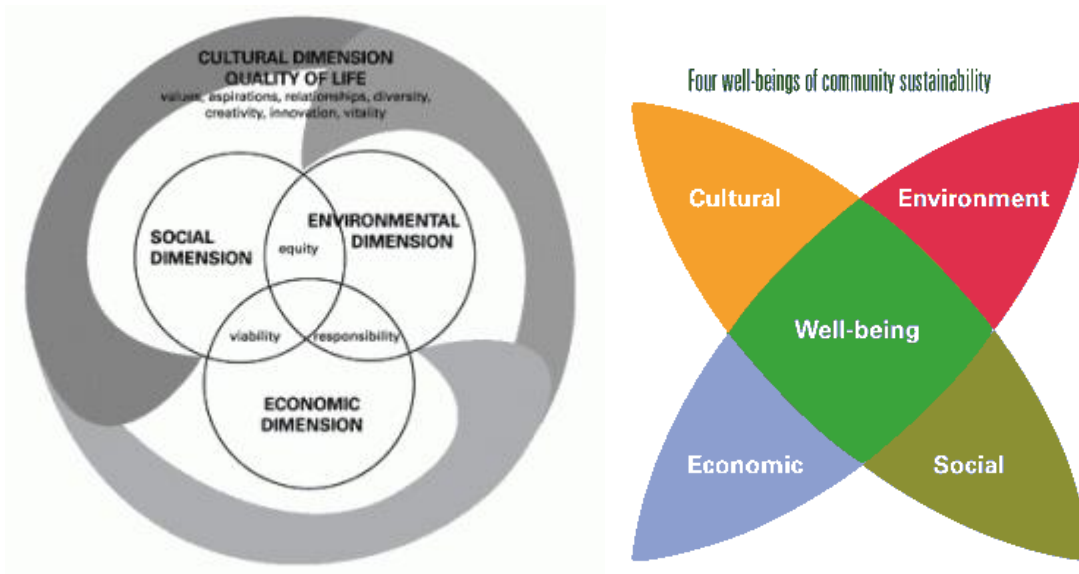 CULTURAL DIMENSION
QUALITY OF LIFE
values, aspirations, relationships, diversity,
creativity, innovation, vitality
SOCIAL
DIMENSION
equity
ENVIRONMENTAL
DIMENSION
viability
responsibility
ECONOMIC
DIMENSION
Four well-beings of community sustainability
Cultural
Environment
Well-being
Economic
Social